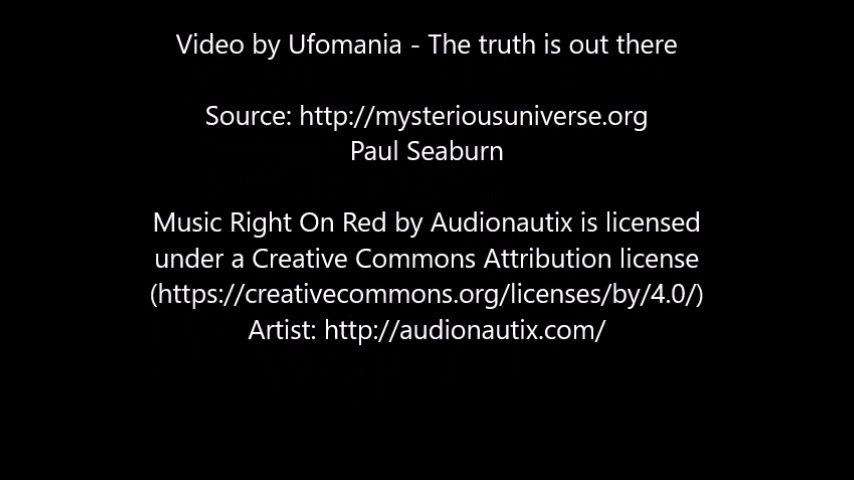 Video by Ufomania - The truth is out there
Source: http://mysteriousuniverse.org
Paul Seaburn
Music Right On Red by Audionautix is licensed
under a Creative Commons Attribution license
(https://creativecommons.org/licenses/by/4.0/)
Artist: http://audionautix.com/